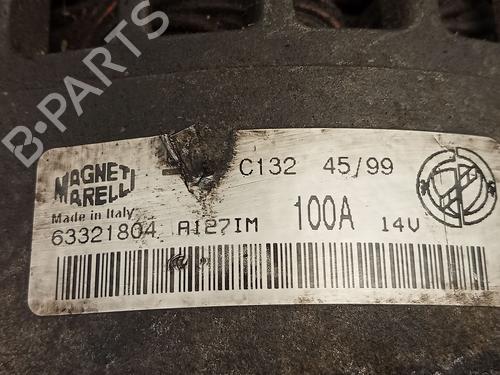 B-PARTS
C132 45/99
MAGNETI
MARELLI
Made in Italy
63321804 A127IM 100A 14V